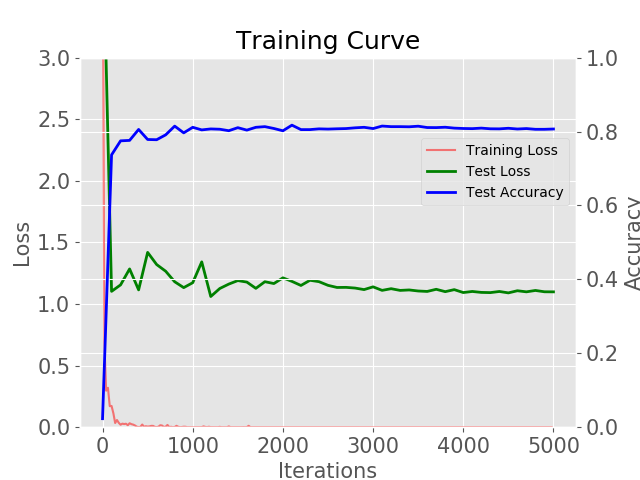 Training Curve
3.0
2.5
2.0
1.5
1.0
0.5
0.0
Loss
1.0
0.8
0.6
0.4
0.2
0.0
Accuracy
Training Loss
Test Loss
Test Accuracy
0 1000 2000 3000 4000 5000
Iterations